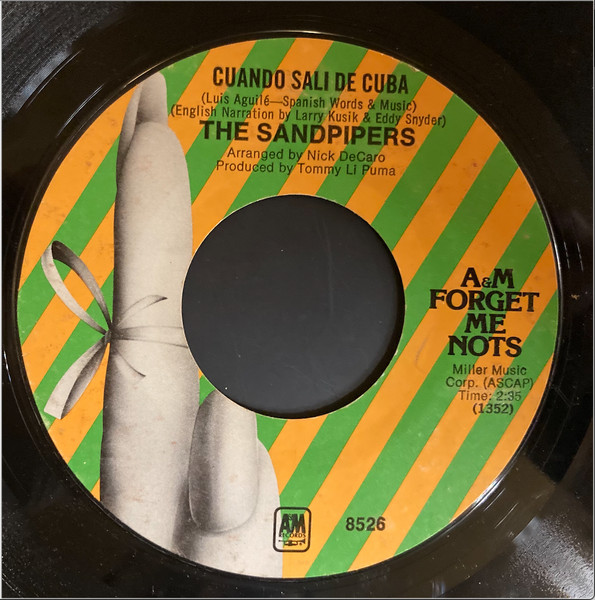 CUANDO SALI DE CUBA
(Luis Aguilé—Spanish Words & Music)
(English Narration by Larry Kusik & Eddy Snyder)
THE SANDPIPERS
Arranged by Nick DeCaro
Produced by Tommy Li Puma
A&M
FORGET
ME
NOTS
Miller Music
Corp. (ASCAP)
Time: 2:35
(1352)
A&M
RECORDS
8526